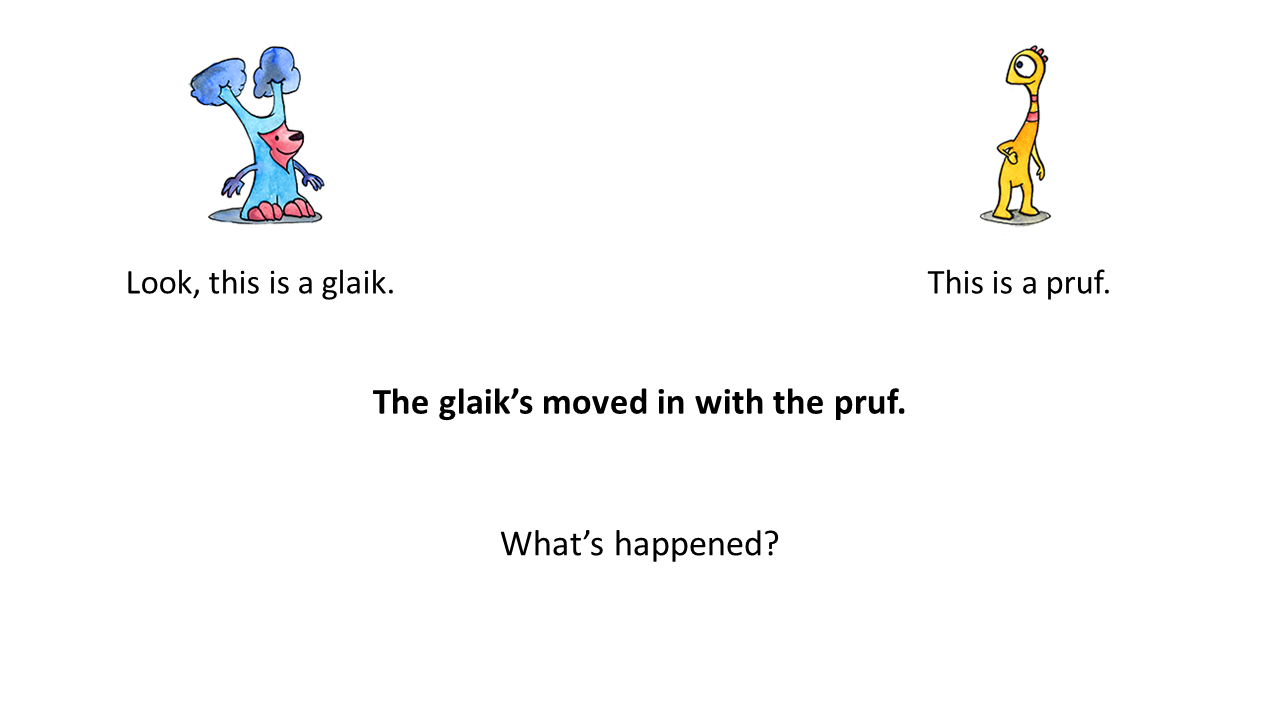 Look, this is a glaik.
This is a pruf.
The glaik’s moved in with the pruf.
What’s happened?